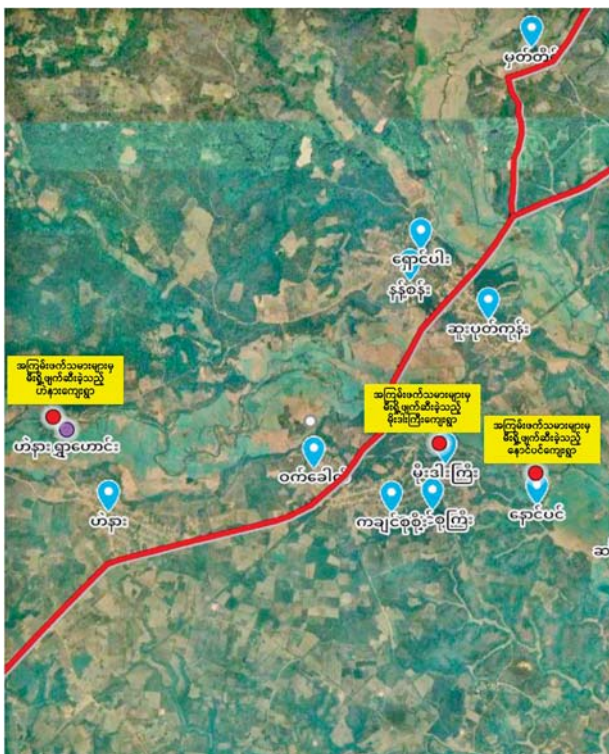 မှတ်တိုင်
ရှောင်ပါး
နန့်စန်း
ဆူးပုတ်ကုန်း
အကြမ်းဖက်သမားများမှ
မီးရှို့ဖျက်ဆီးခဲ့သည့်
ဟဲနားကျေးရွာ
အကြမ်းဖက်သမားများမှ
မီးရှို့ဖျက်ဆီးခဲ့သည့်
မိုးဒါးကြီးကျေးရွာ
အကြမ်းဖက်သမားများမှ
မီးရှို့ဖျက်ဆီးခဲ့သည့်
နောင်ပင်ကျေးရွာ
ဟဲနား ရွာဟောင်း
ဝက်ခေါတ်
မိုးဒါးကြီး
ဟဲနား
ကချင်စုစိုး
စုကြီး
နောင်ပင်